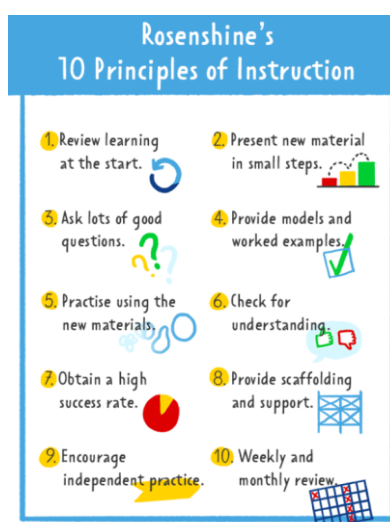 Rosenshine's
10 Principles of Instruction
1. Review learning
at the start.
2. Present new material
in small steps.
3. Ask lots of good
questions.
4. Provide models and
worked examples.
5. Practise using the
new materials.
6. Check for
understanding.
7. Obtain a high
success rate.
8. Provide scaffolding
and support.
9. Encourage
independent practice.
10. Weekly and
monthly review.